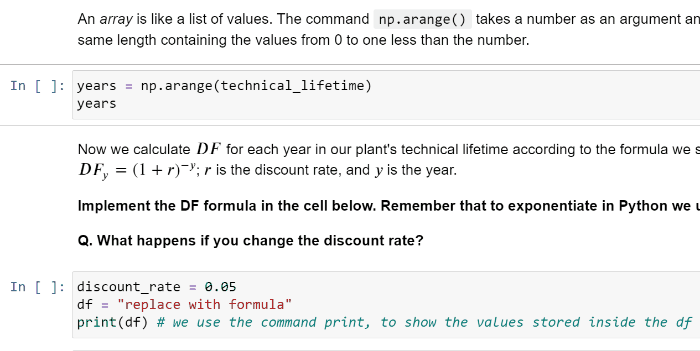 An array is like a list of values. The command np.arange() takes a number as an argument an
same length containing the values from 0 to one less than the number.
In [ ]: years = np.arange(technical_lifetime)
years
Now we calculate DF for each year in our plant's technical lifetime according to the formula we s
DF_y = (1 + r)^−y; r is the discount rate, and y is the year.
Implement the DF formula in the cell below. Remember that to exponentiate in Python we u
Q. What happens if you change the discount rate?
In [ ]: discount_rate = 0.05
df = "replace with formula"
print(df) # we use the command print, to show the values stored inside the df